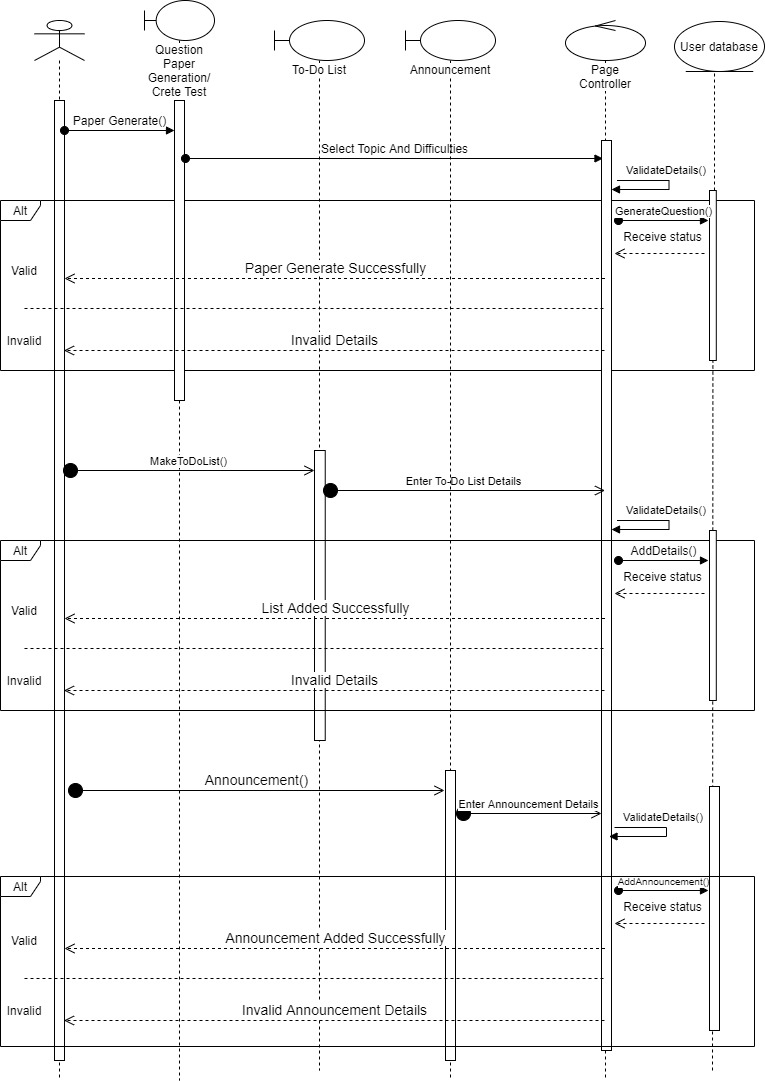 Question
Paper
Generation/
Crete Test
To-Do List
Announcement
Page
Controller
User database
Paper Generate()
Select Topic And Difficulties
ValidateDetails()
Alt
GenerateQuestion()
Receive status
Valid
Paper Generate Successfully
Invalid
Invalid Details
MakeToDoList()
Enter To-Do List Details
ValidateDetails()
Alt
AddDetails()
Receive status
Valid
List Added Successfully
Invalid
Invalid Details
Announcement()
Enter Announcement Details
ValidateDetails()
Alt
AddAnnouncement()
Receive status
Valid
Announcement Added Successfully
Invalid
Invalid Announcement Details